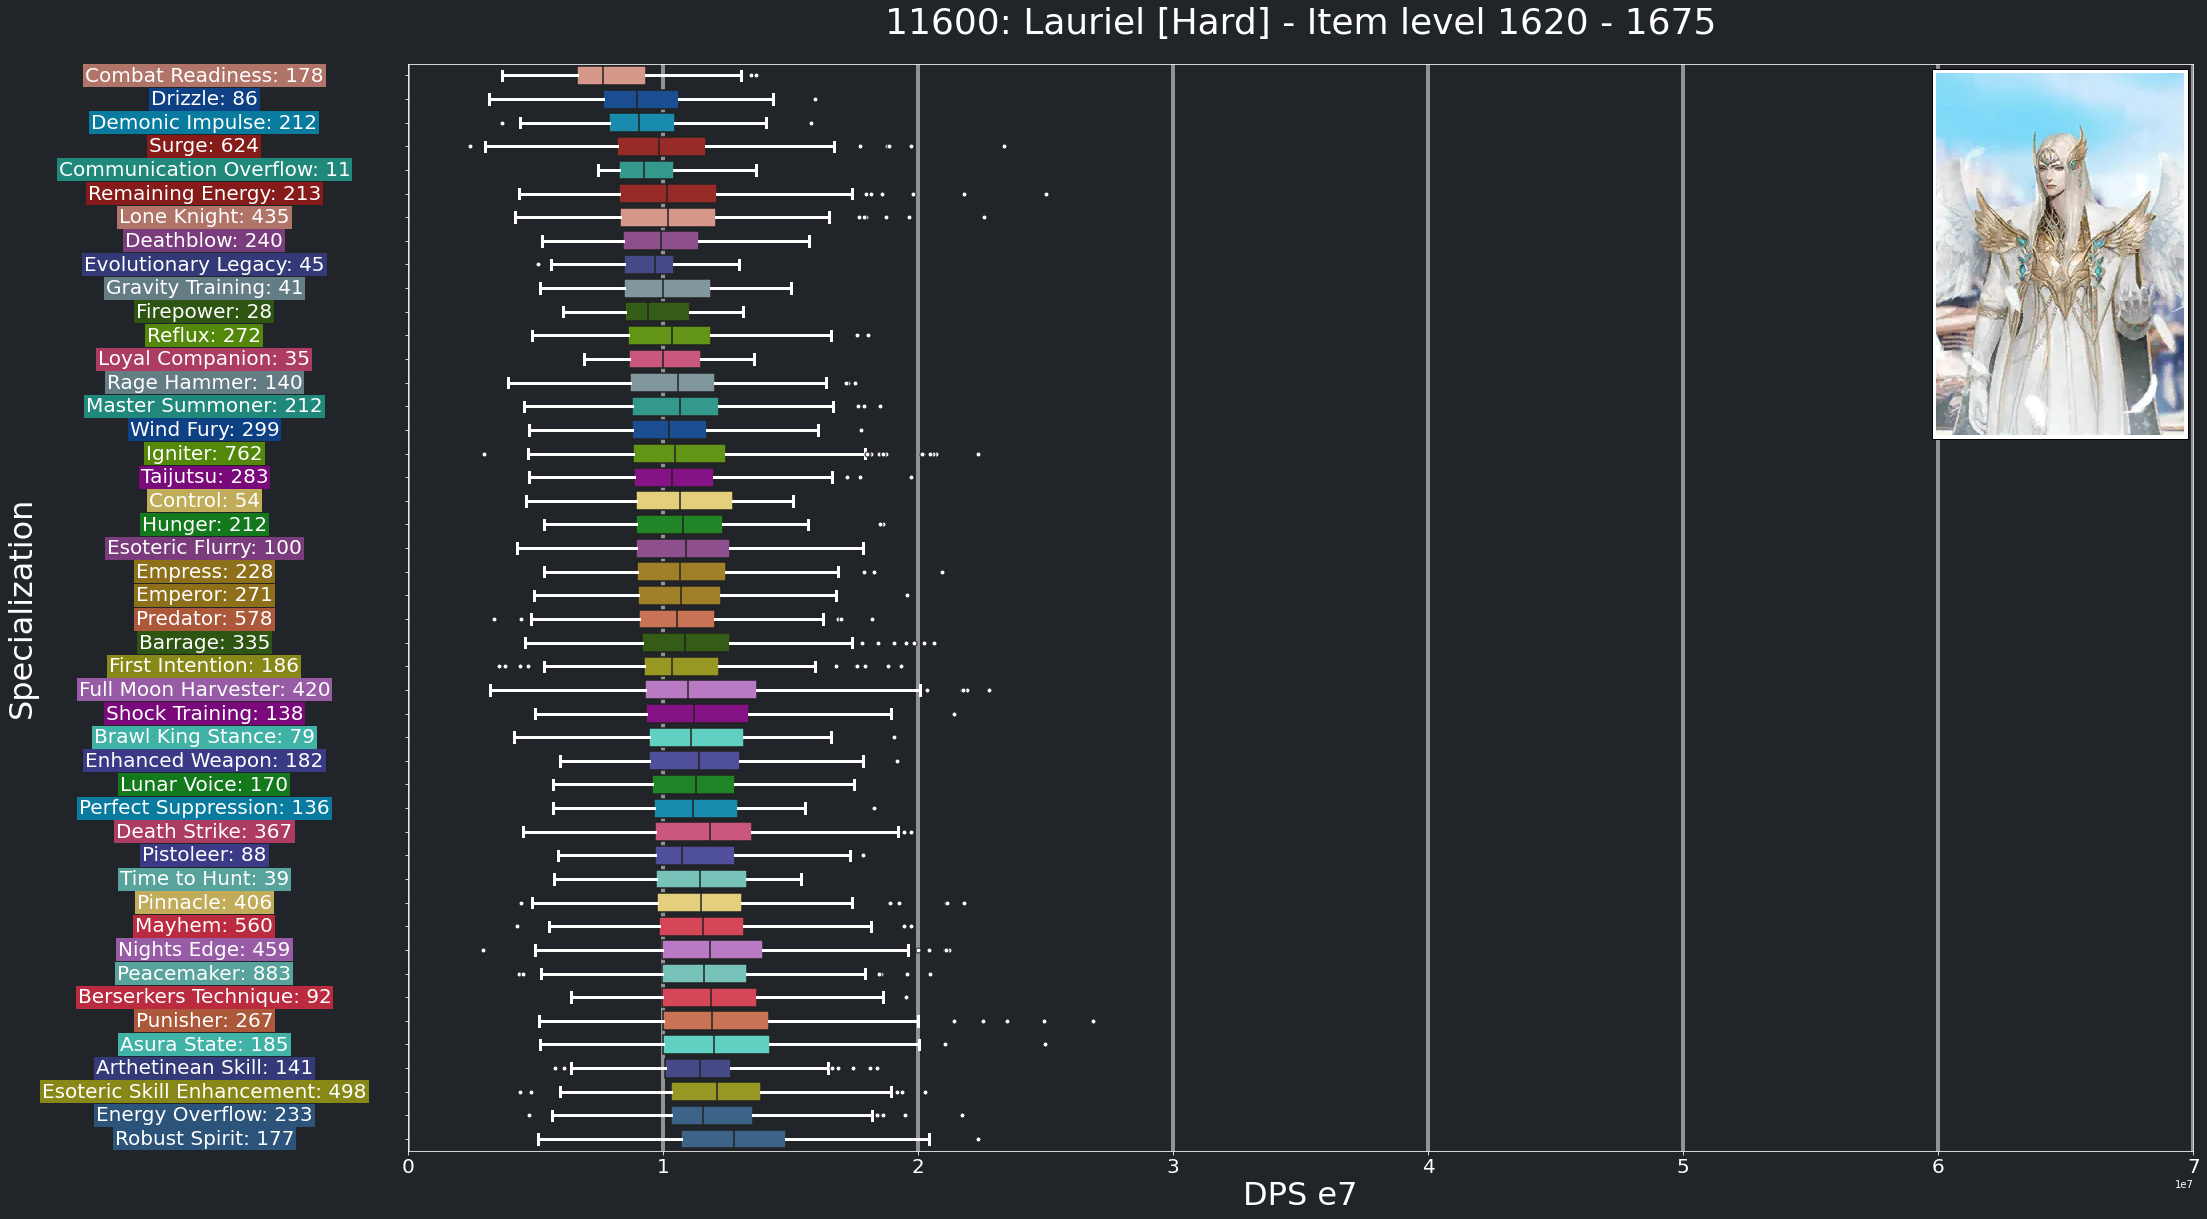 11600: Lauriel [Hard] - Item level 1620 - 1675
Specialization
Combat Readiness: 178
Drizzle: 86
Demonic Impulse: 212
Surge: 624
Communication Overflow: 11
Remaining Energy: 213
Lone Knight: 435
Deathblow: 240
Evolutionary Legacy: 45
Gravity Training: 41
Firepower: 28
Reflux: 272
Loyal Companion: 35
Rage Hammer: 140
Master Summoner: 212
Wind Fury: 299
Igniter: 762
Taijutsu: 283
Control: 54
Hunger: 212
Esoteric Flurry: 100
Empress: 228
Emperor: 271
Predator: 578
Barrage: 335
First Intention: 186
Full Moon Harvester: 420
Shock Training: 138
Brawl King Stance: 79
Enhanced Weapon: 182
Lunar Voice: 170
Perfect Suppression: 136
Death Strike: 367
Pistoleer: 88
Time to Hunt: 39
Pinnacle: 406
Mayhem: 560
Nights Edge: 459
Peacemaker: 883
Berserkers Technique: 92
Punisher: 267
Asura State: 185
Arthetinean Skill: 141
Esoteric Skill Enhancement: 498
Energy Overflow: 233
Robust Spirit: 177
0 1 2 3 4 5 6 7
1e7
DPS e7